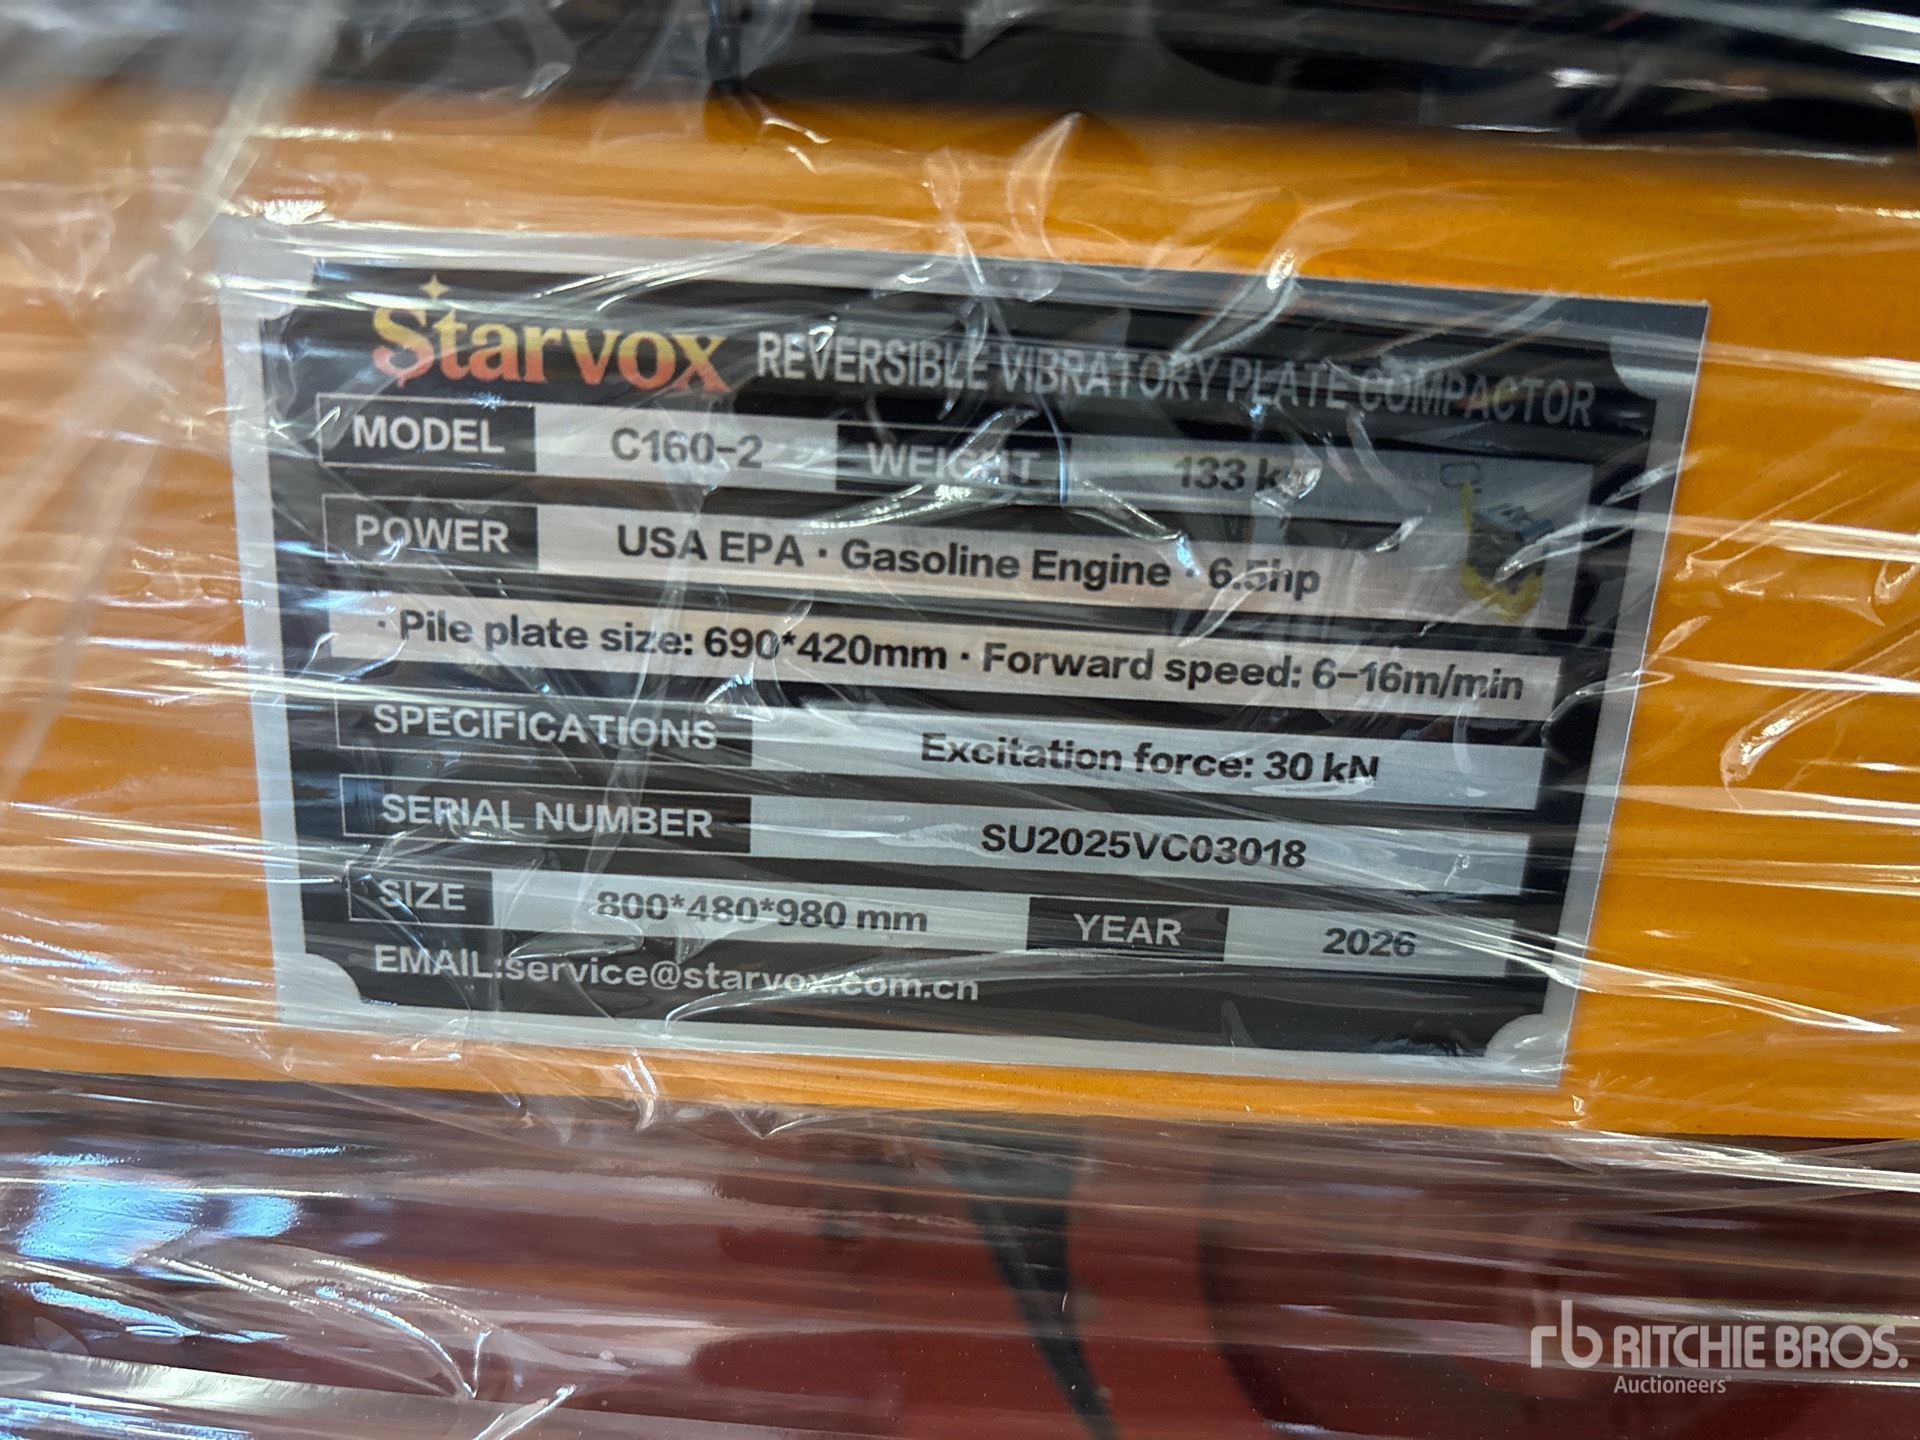 Starvox REVERSIBLE VIBRATORY PLATE COMPACTOR
MODEL C160-2 WEIGHT 133 kg
POWER USA EPA · Gasoline Engine · 6.5hp
· Pile plate size: 690*420mm · Forward speed: 6-16m/min
SPECIFICATIONS Excitation force: 30 kN
SERIAL NUMBER SU2025VC03018
SIZE 800*480*980 mm YEAR 2026
EMAIL:service@starvox.com.cn
rb RITCHIE BROS.
Auctioneers